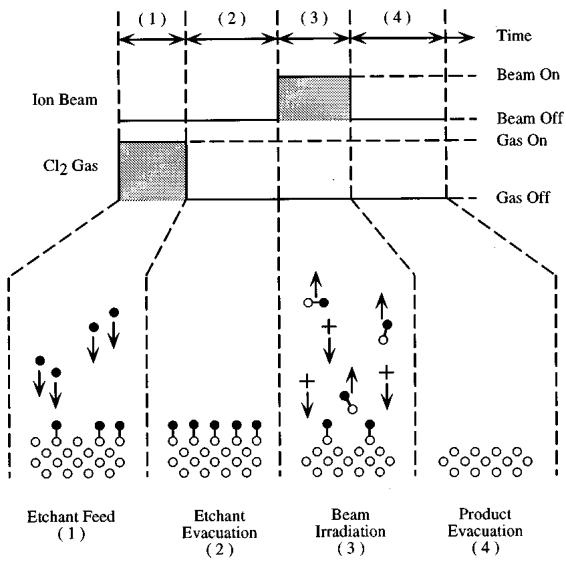 ( 1 ) ( 2 ) ( 3 ) ( 4 )
Time
Ion Beam
Beam On
Beam Off
Cl2 Gas
Gas On
Gas Off
Etchant Feed
( 1 )
Etchant
Evacuation
( 2 )
Beam
Irradiation
( 3 )
Product
Evacuation
( 4 )